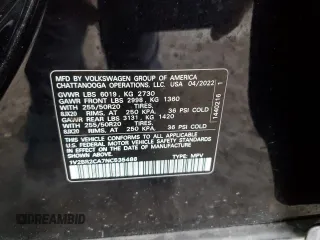 MFD BY VOLKSWAGEN GROUP OF AMERICA
CHATTANOOGA OPERATIONS, LLC. USA 04/2022
GVWR LBS 6019, KG 2730
GAWR FRONT LBS 2998, KG 1360
WITH 255/50R20 TIRES,
8JX20 RIMS, AT 250 KPA, 36 PSI COLD
GAWR REAR LBS 3131, KG 1420
WITH 255/50R20 TIRES,
8JX20 RIMS, AT 250 KPA, 36 PSI COLD
THIS VEHICLE CONFORMS TO ALL APPLICABLE
FEDERAL MOTOR VEHICLE SAFETY STANDARDS IN
EFFECT ON THE DATE OF MANUFACTURE SHOWN ABOVE.
TYPE: MPV
1440216 1
AUTOBIDMASTER